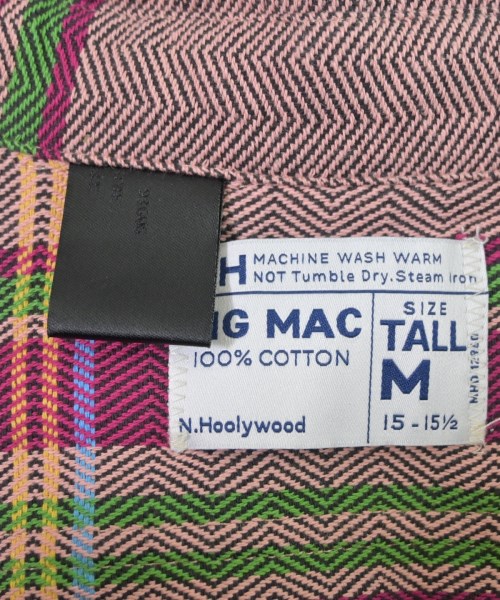 H MACHINE WASH WARM
NOT Tumble Dry. Steam Iron
IG MAC
100% COTTON
N.Hoolywood
SIZE
TALL
M
15 - 15½